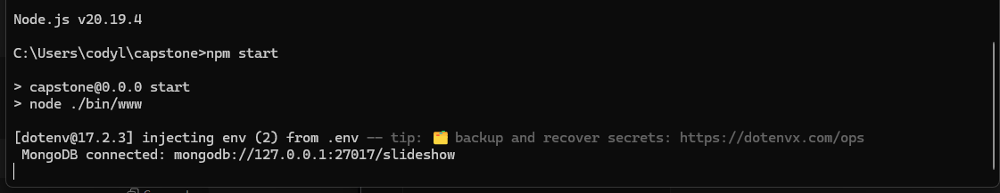 Node.js v20.19.4
C:\Users\codyl\capstone>npm start
> capstone@0.0.0 start
> node ./bin/www
[dotenv@17.2.3] injecting env (2) from .env -- tip: 🗂️ backup and recover secrets: https://dotenvx.com/ops
MongoDB connected: mongodb://127.0.0.1:27017/slideshow